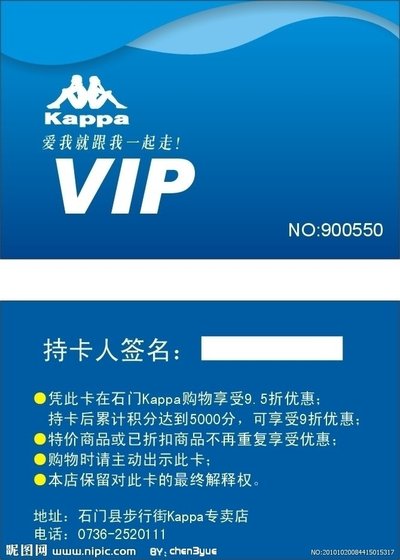 Kappa
爱我就跟我一起走!
VIP
NO:900550
持卡人签名：
凭此卡在石门Kappa购物享受9.5折优惠；
持卡后累计积分达到5000分，可享受9折优惠；
特价商品或已折扣商品不再重复享受优惠；
购物时请主动出示此卡；
本店保留对此卡的最终解释权。
地址：石门县步行街Kappa专卖店
电话：0736-2520111
昵图网 www.nipic.com BY: chen3yue
NO:20101020084415015317